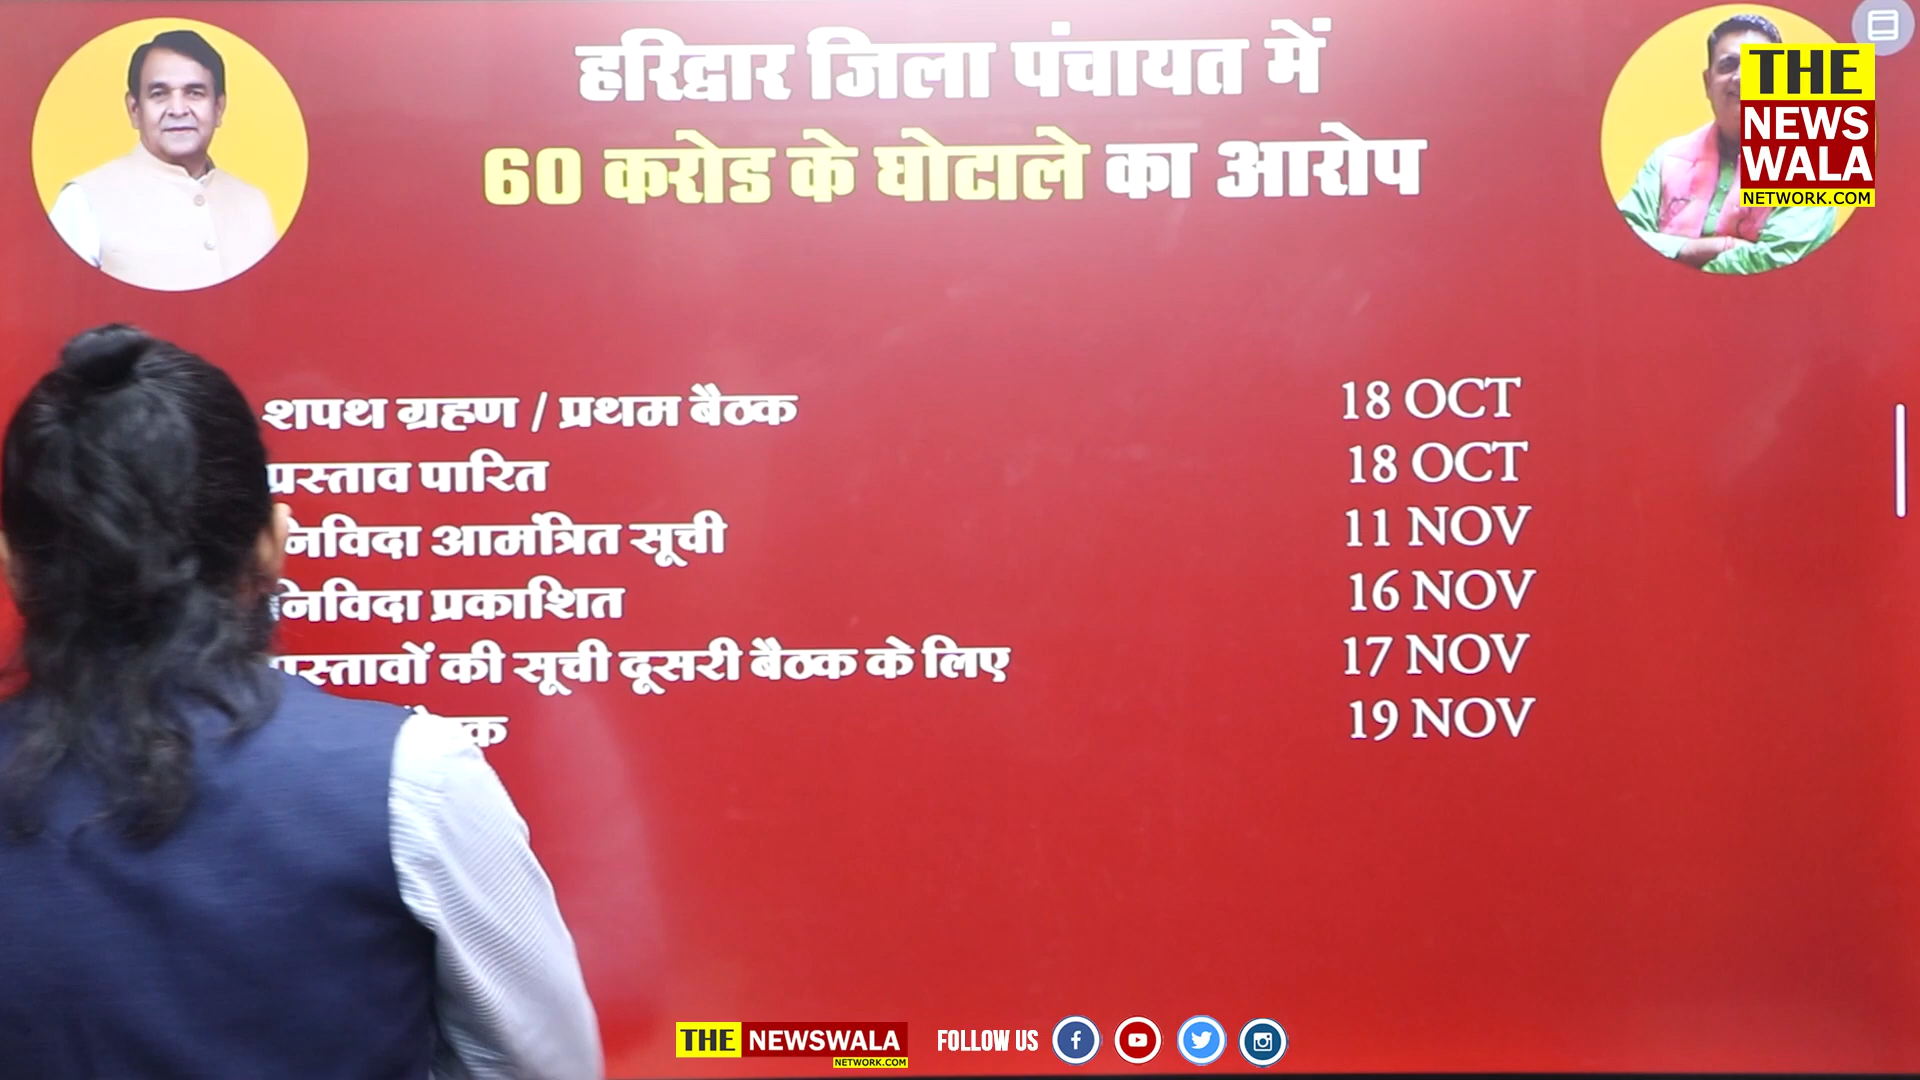 हरिद्वार जिला पंचायत में
60 करोड के घोटाले का आरोप
THE
NEWS
WALA
NETWORK.COM
शपथ ग्रहण / प्रथम बैठक 18 OCT
प्रस्ताव पारित 18 OCT
निविदा आमंत्रित सूची 11 NOV
निविदा प्रकाशित 16 NOV
प्रस्तावों की सूची दूसरी बैठक के लिए 17 NOV
19 NOV
THE NEWSWALA
NETWORK.COM
FOLLOW US